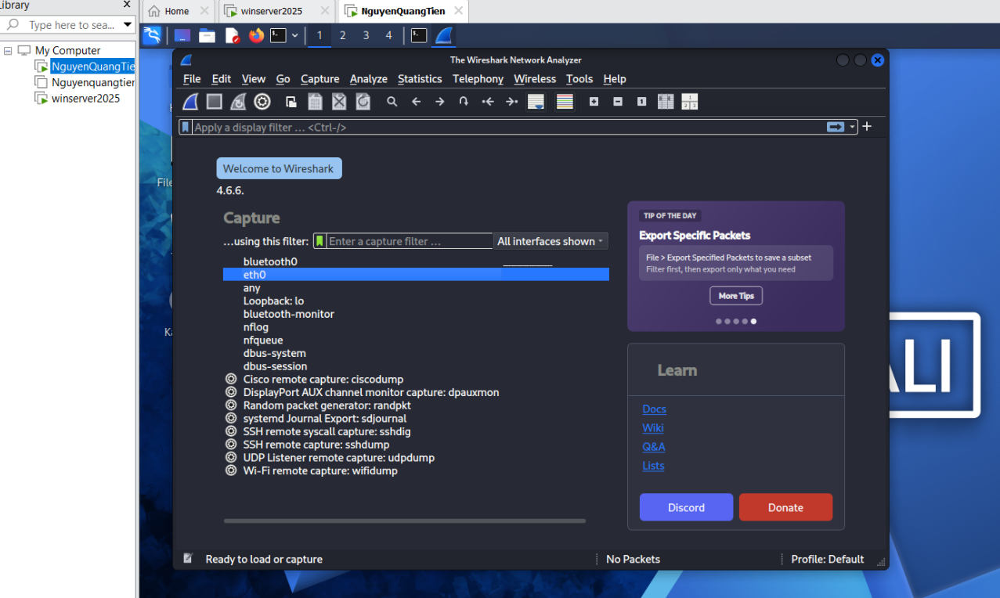 Library
X
Home
winserver2025
NguyenQuangTien
Type here to sea...
1 2 3 4
My Computer
NguyenQuangTie
Nguyenquangtier
winserver2025
The Wireshark Network Analyzer
File Edit View Go Capture Analyze Statistics Telephony Wireless Tools Help
Apply a display filter ... <Ctrl-/>
Welcome to Wireshark
4.6.6.
Capture
...using this filter: Enter a capture filter ... All interfaces shown
bluetooth0
eth0
any
Loopback: lo
bluetooth-monitor
nflog
nfqueue
dbus-system
dbus-session
Cisco remote capture: ciscodump
DisplayPort AUX channel monitor capture: dpauxmon
Random packet generator: randpkt
systemd Journal Export: sdjournal
SSH remote syscall capture: sshdig
SSH remote capture: sshdump
UDP Listener remote capture: udpdump
Wi-Fi remote capture: wifidump
TIP OF THE DAY
Export Specific Packets
File > Export Specified Packets to save a subset
Filter first, then export only what you need
More Tips
Learn
Docs
Wiki
Q&A
Lists
Discord Donate
Ready to load or capture No Packets Profile: Default
File
ALI